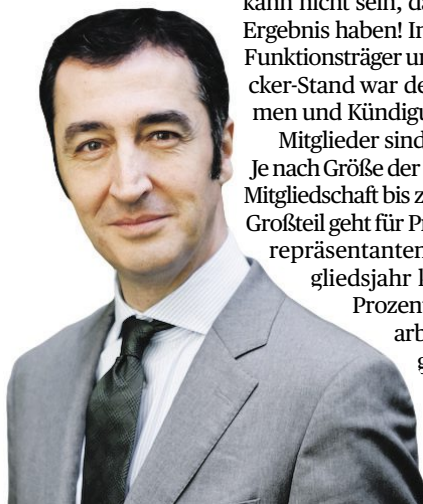 kann nicht sein, da
Ergebnis haben! In
Funktionsträger un
cker-Stand war de
men und Kündigu
Mitglieder sind
Je nach Größe der
Mitgliedschaft bis z
Großteil geht für Pr
repräsentanten
gliedsjahr k
Prozent
arb
g